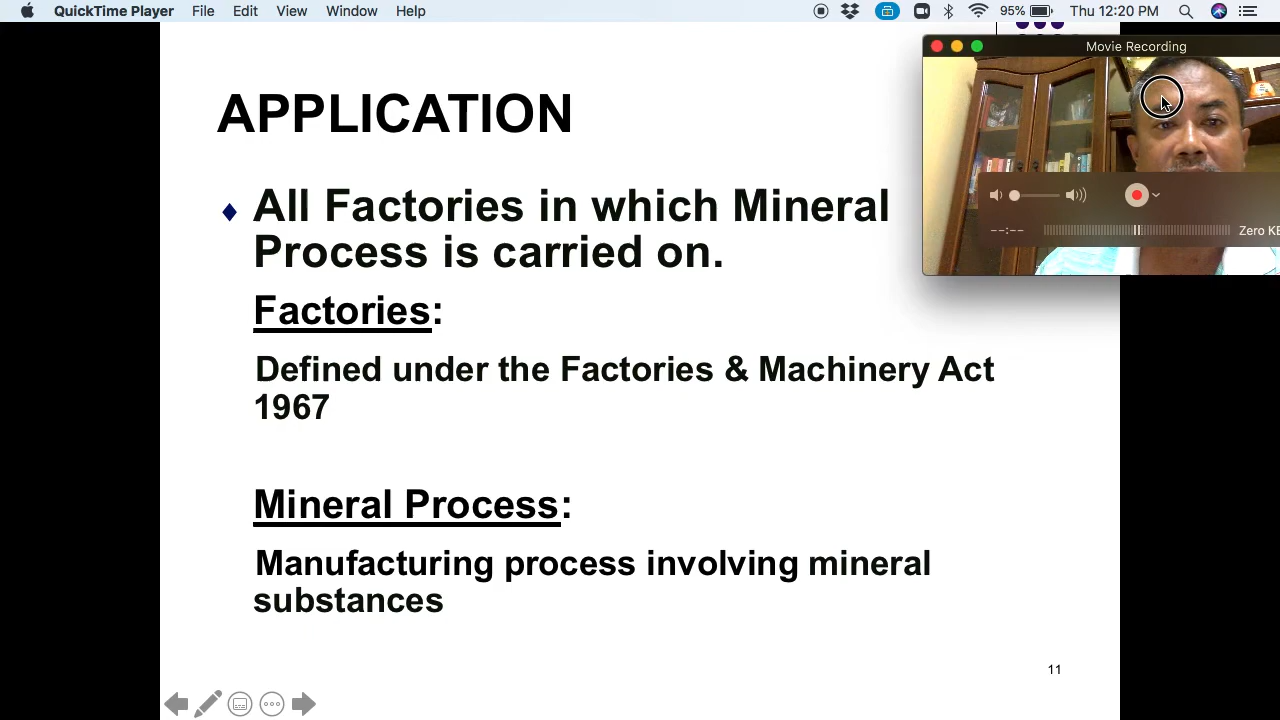 QuickTime Player File Edit View Window Help 95% Thu 12:20 PM
Movie Recording
APPLICATION
All Factories in which Mineral
Process is carried on.
--:-- Zero KB
Factories:
Defined under the Factories & Machinery Act
1967
Mineral Process:
Manufacturing process involving mineral
substances
11